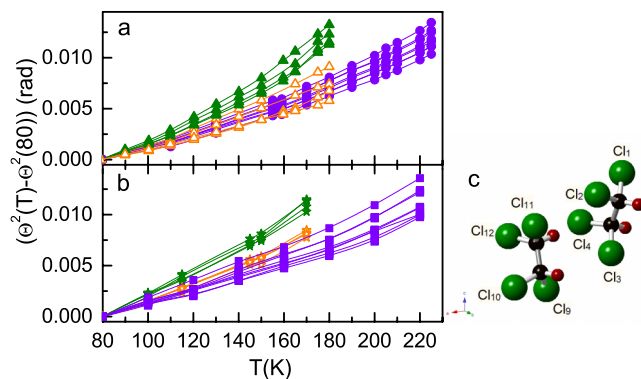 a
0.010
0.005
0.000
b
0.010
0.005
0.000
80 100 120 140 160 180 200 220
T(K)
(Θ²(T)-Θ²(80)) (rad)
c
Cl₁
Cl₂
Cl₁₁
Cl₁₂
Cl₄
Cl₃
Cl₁₀
Cl₉